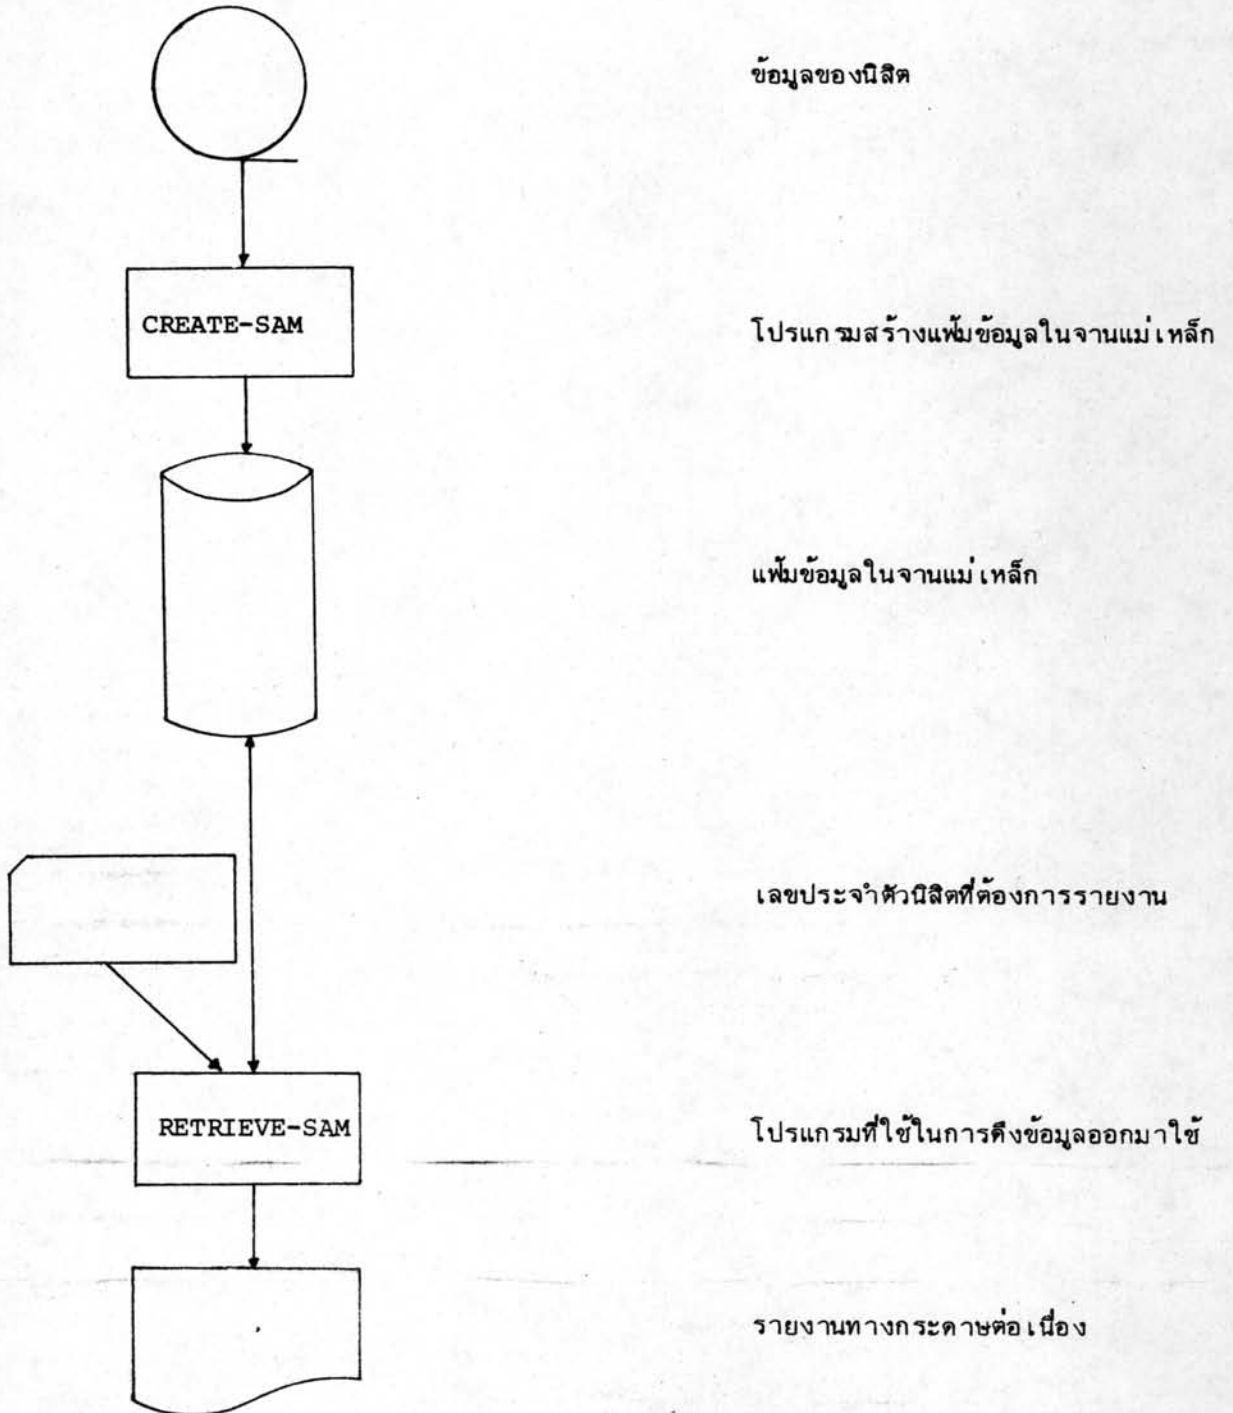 ข้อมูลของนิสิต
CREATE-SAM
โปรแกรมสร้างแฟ้มข้อมูลในจานแม่เหล็ก
แฟ้มข้อมูลในจานแม่เหล็ก
เลขประจำตัวนิสิตที่ต้องการรายงาน
RETRIEVE-SAM
โปรแกรมที่ใช้ในการดึงข้อมูลออกมาใช้
รายงานทางกระดาษต่อเนื่อง